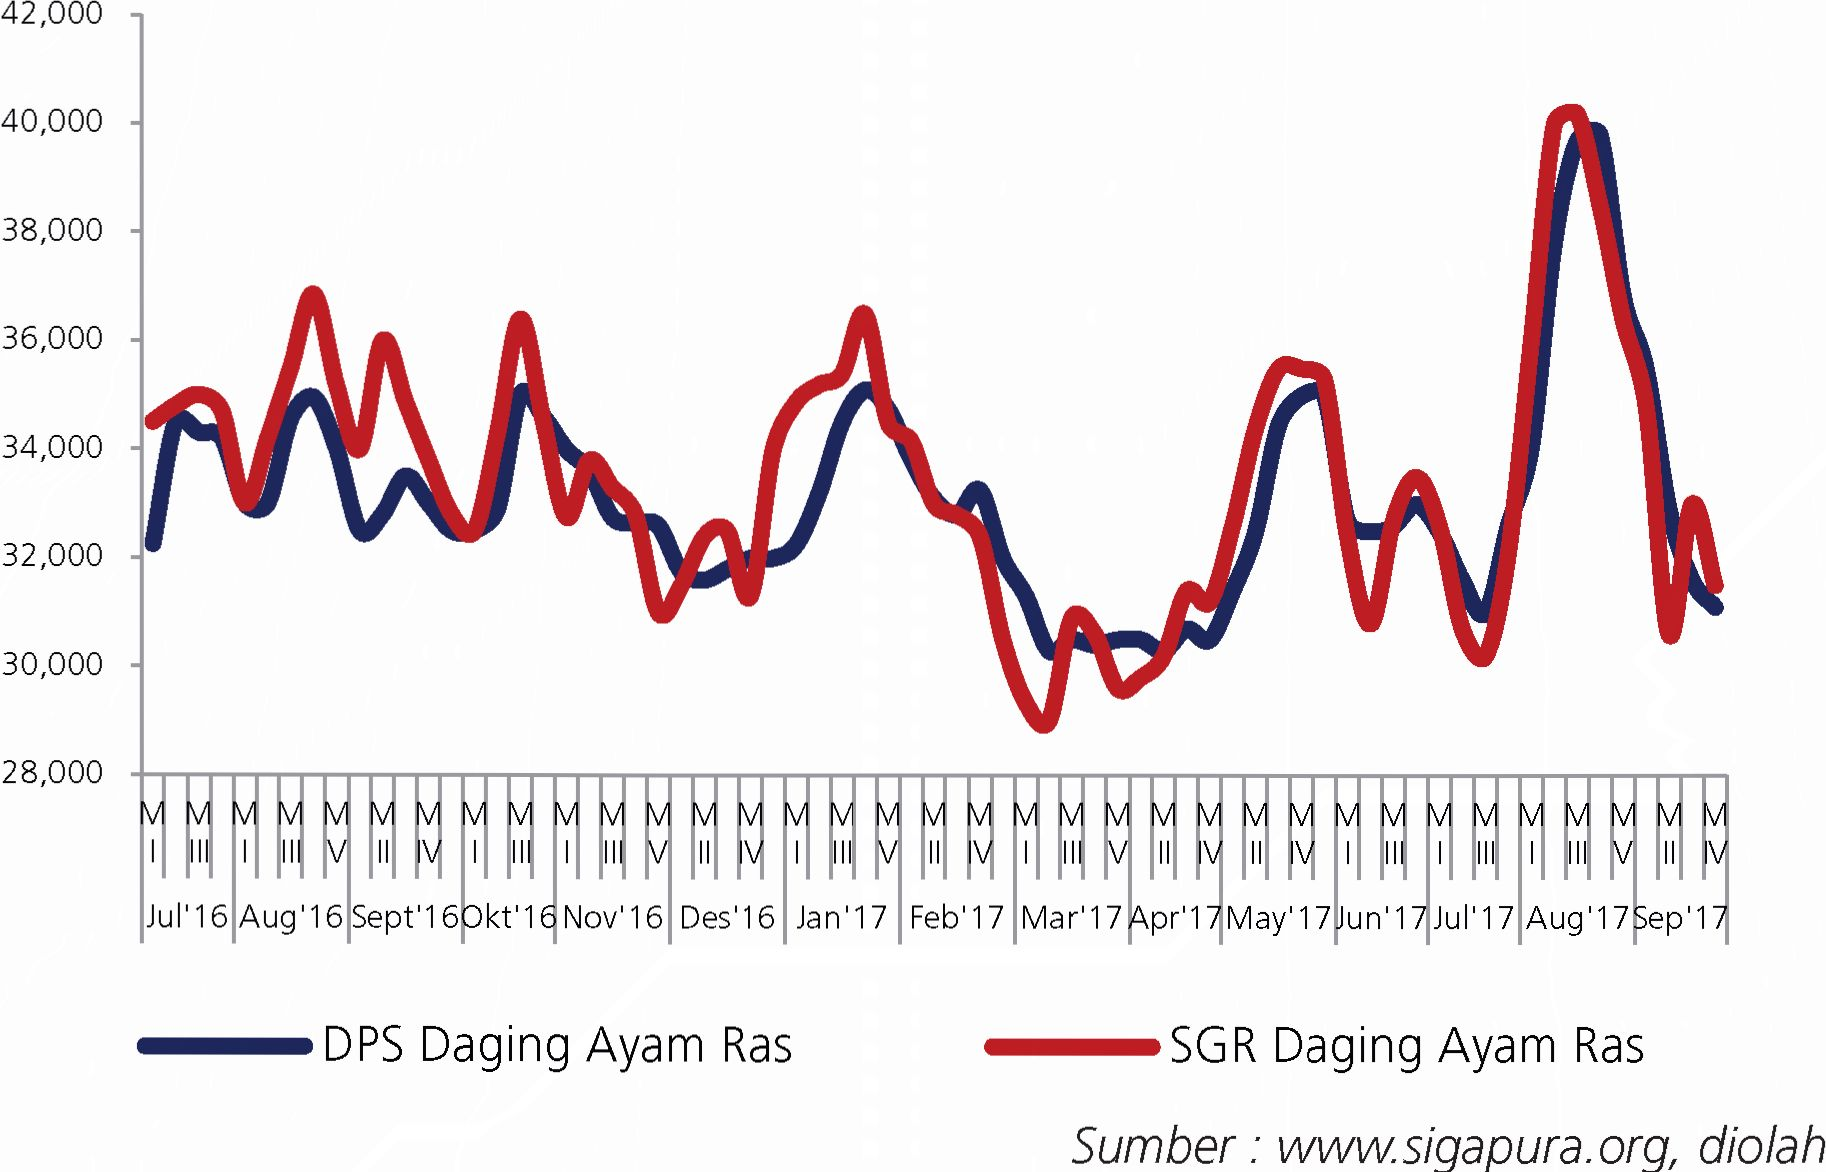 42,000
40,000
38,000
36,000
34,000
32,000
30,000
28,000
M M M M M M M M M M M M M M M M M M M M M M M M M M M M M M M M M M M
I III I III V II IV I III I III V II IV I III V II IV I III V II IV II IV I III I III I III V II IV
Jul'16 Aug'16 Sept'16 Okt'16 Nov'16 Des'16 Jan'17 Feb'17 Mar'17 Apr'17 May'17 Jun'17 Jul'17 Aug'17 Sep'17
DPS Daging Ayam Ras SGR Daging Ayam Ras
Sumber : www.sigapura.org, diolah